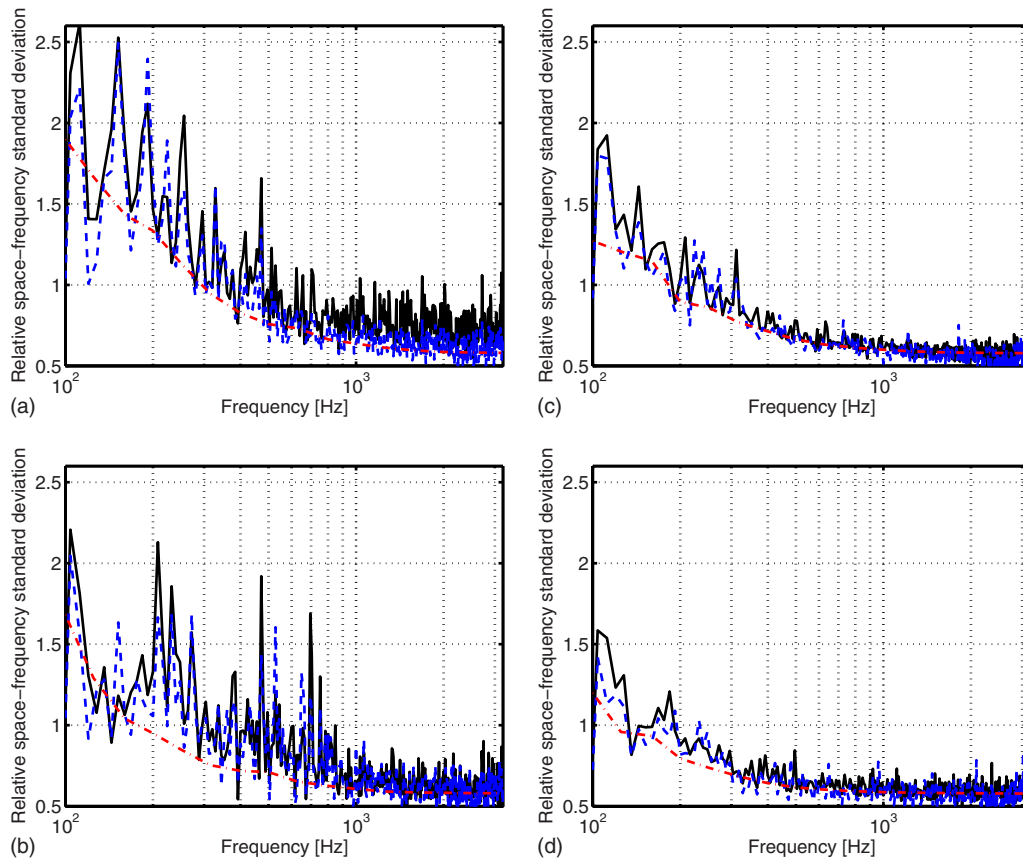 Relative space–frequency standard deviation
2.5
2
1.5
1
0.5
10²
10³
Frequency [Hz]
(a)
Relative space–frequency standard deviation
2.5
2
1.5
1
0.5
10²
10³
Frequency [Hz]
(c)
Relative space–frequency standard deviation
2.5
2
1.5
1
0.5
10²
10³
Frequency [Hz]
(b)
Relative space–frequency standard deviation
2.5
2
1.5
1
0.5
10²
10³
Frequency [Hz]
(d)